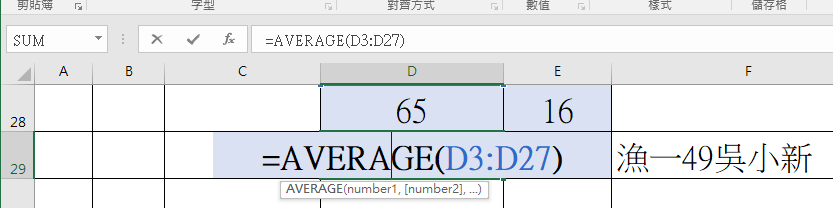 剪貼簿 字型 對齊方式 數值 樣式 儲存格
SUM =AVERAGE(D3:D27)
A B C D E F
28 65 16
29 =AVERAGE(D3:D27) 漁一49吳小新
AVERAGE(number1, [number2], ...)